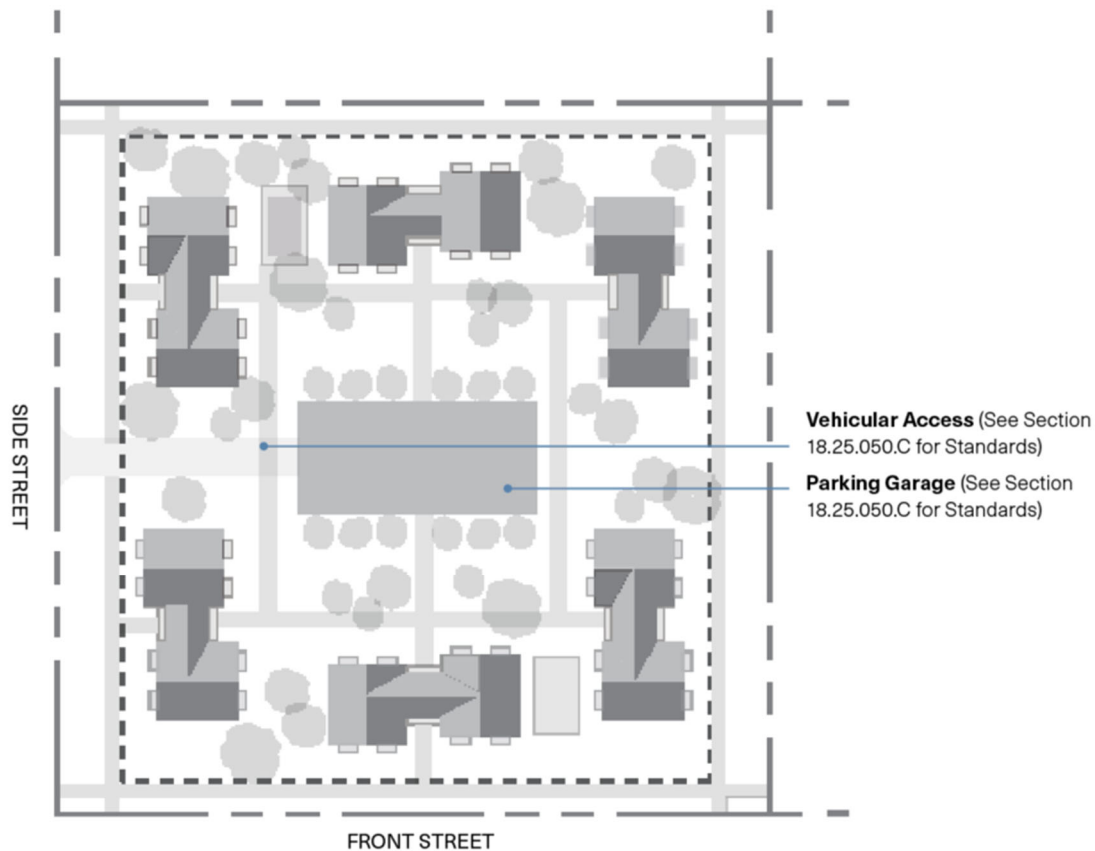 SIDE STREET
Vehicular Access (See Section
18.25.050.C for Standards)
Parking Garage (See Section
18.25.050.C for Standards)
FRONT STREET